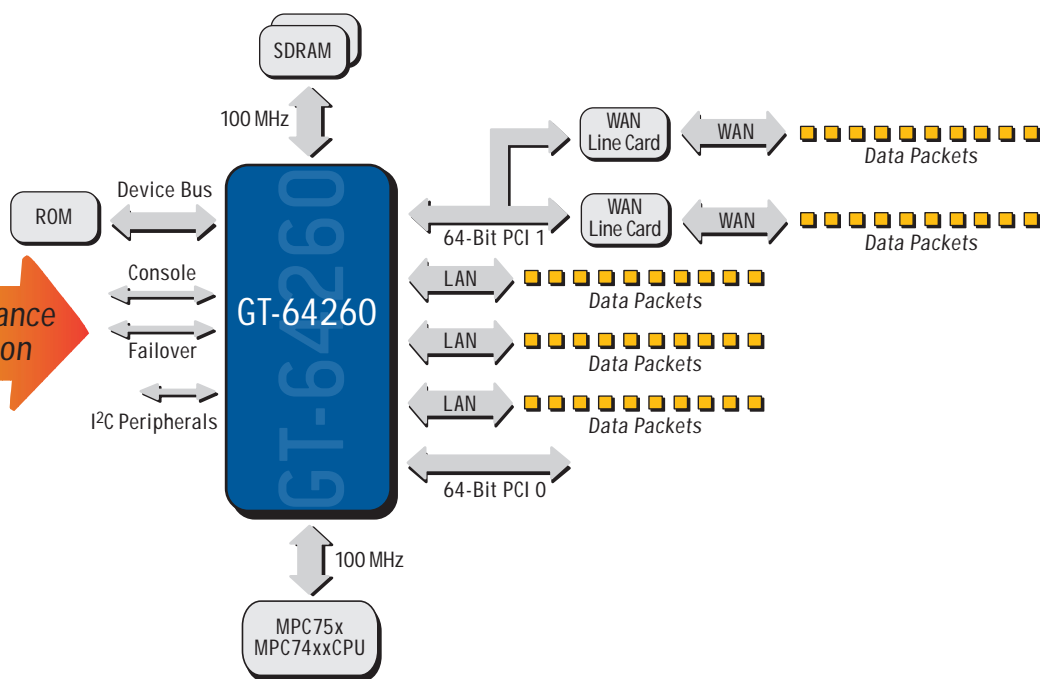 SDRAM
100 MHz
WAN
Line Card
WAN
Data Packets
Device Bus
ROM
64-Bit PCI 1
WAN
Line Card
WAN
Data Packets
Console
Failover
I²C Peripherals
GT-64260
GT-64260
LAN
Data Packets
LAN
Data Packets
LAN
Data Packets
64-Bit PCI 0
100 MHz
MPC75x
MPC74xxCPU